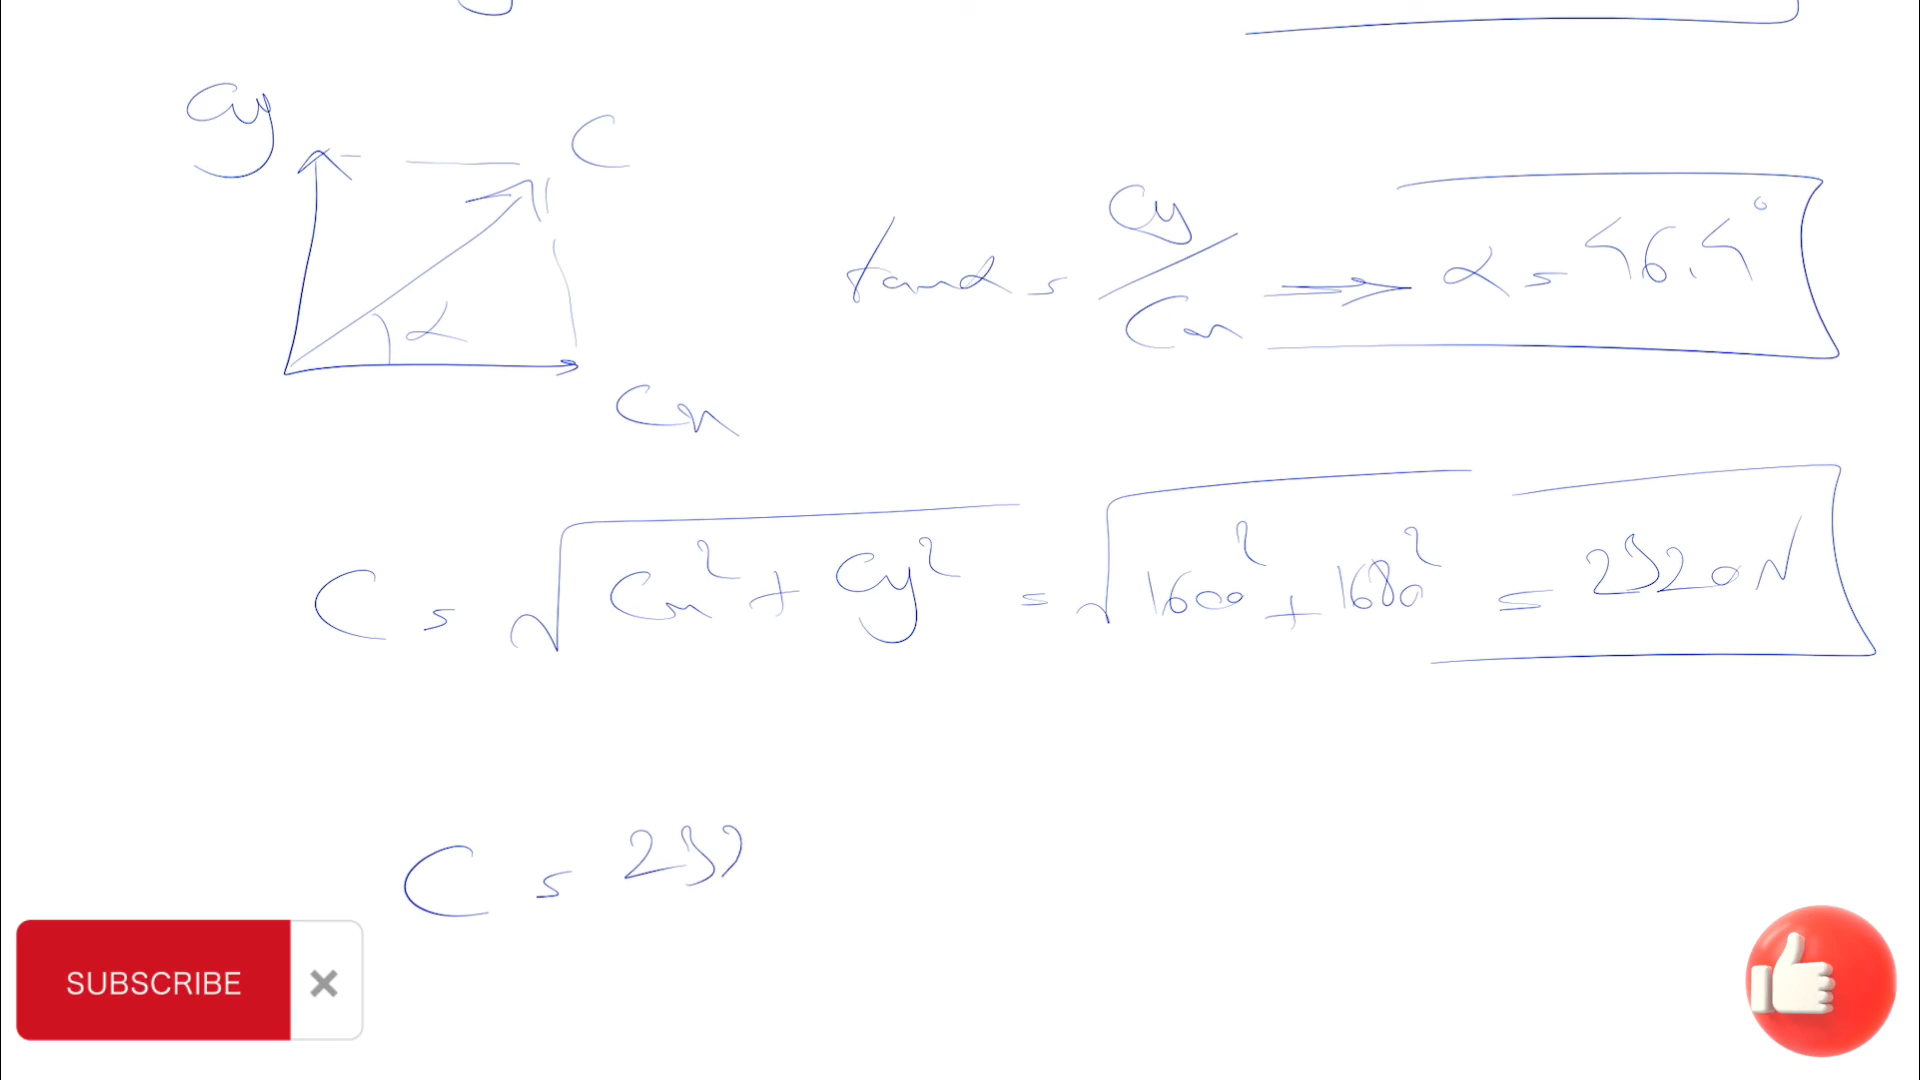 Cy
C
tanα = Cy / Cx ⇒ α = 46.4°
α
Cx
C = √(Cx² + Cy²) = √(1600² + 1680²) = 2320 N
C = 232
SUBSCRIBE ×